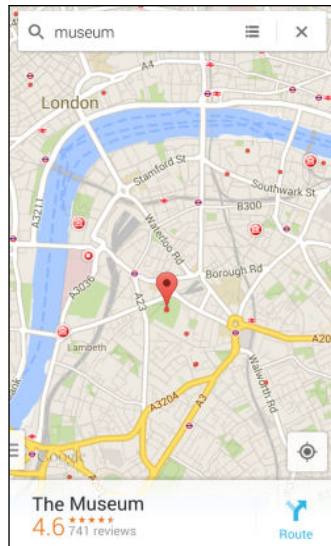 museum
A4
London
Stamford St
Southwark St
A3211
B300
Waterloo Rd
Borough Rd
A3036
A23
Lambeth
A20
A3204
A3
Walworth Rd
Google
The Museum
4.6 741 reviews
Route